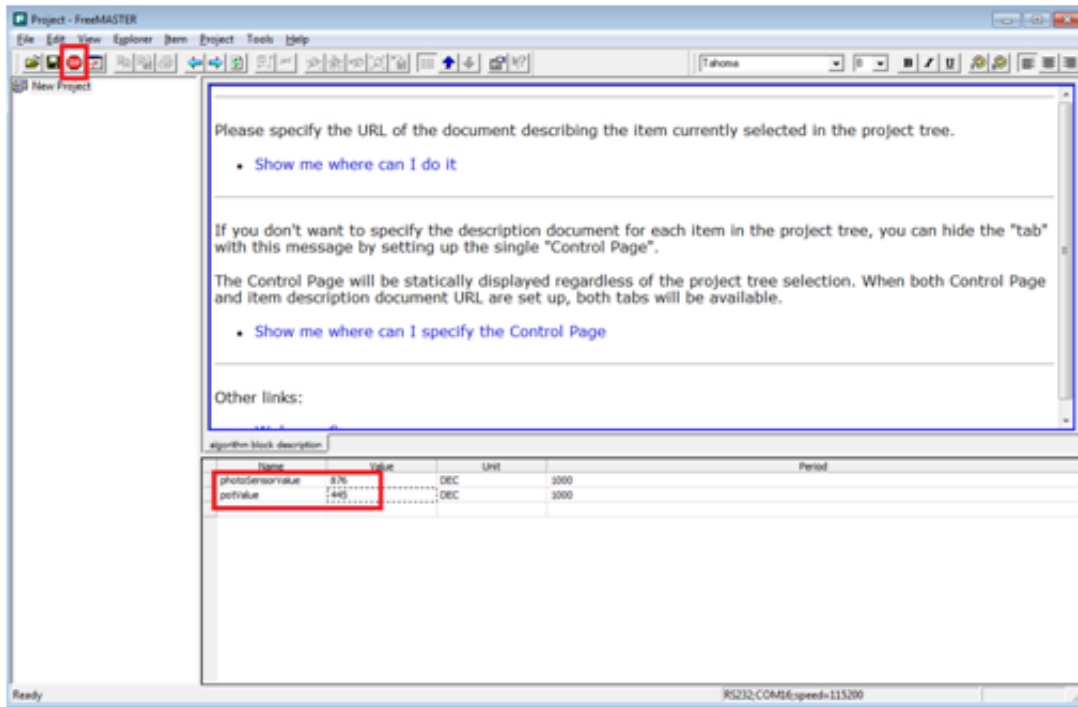 Project - FreeMASTER
File Edit View Explorer Item Project Tools Help
Tahoma 8 B I U
New Project
Please specify the URL of the document describing the item currently selected in the project tree.
Show me where can I do it
If you don't want to specify the description document for each item in the project tree, you can hide the "tab"
with this message by setting up the single "Control Page".
The Control Page will be statically displayed regardless of the project tree selection. When both Control Page
and item description document URL are set up, both tabs will be available.
Show me where can I specify the Control Page
Other links:
algorithm block description
Name Value Unit Period
photoSensorValue 876 DEC 1000
potValue 445 DEC 1000
Ready RS232;COM16;speed=115200